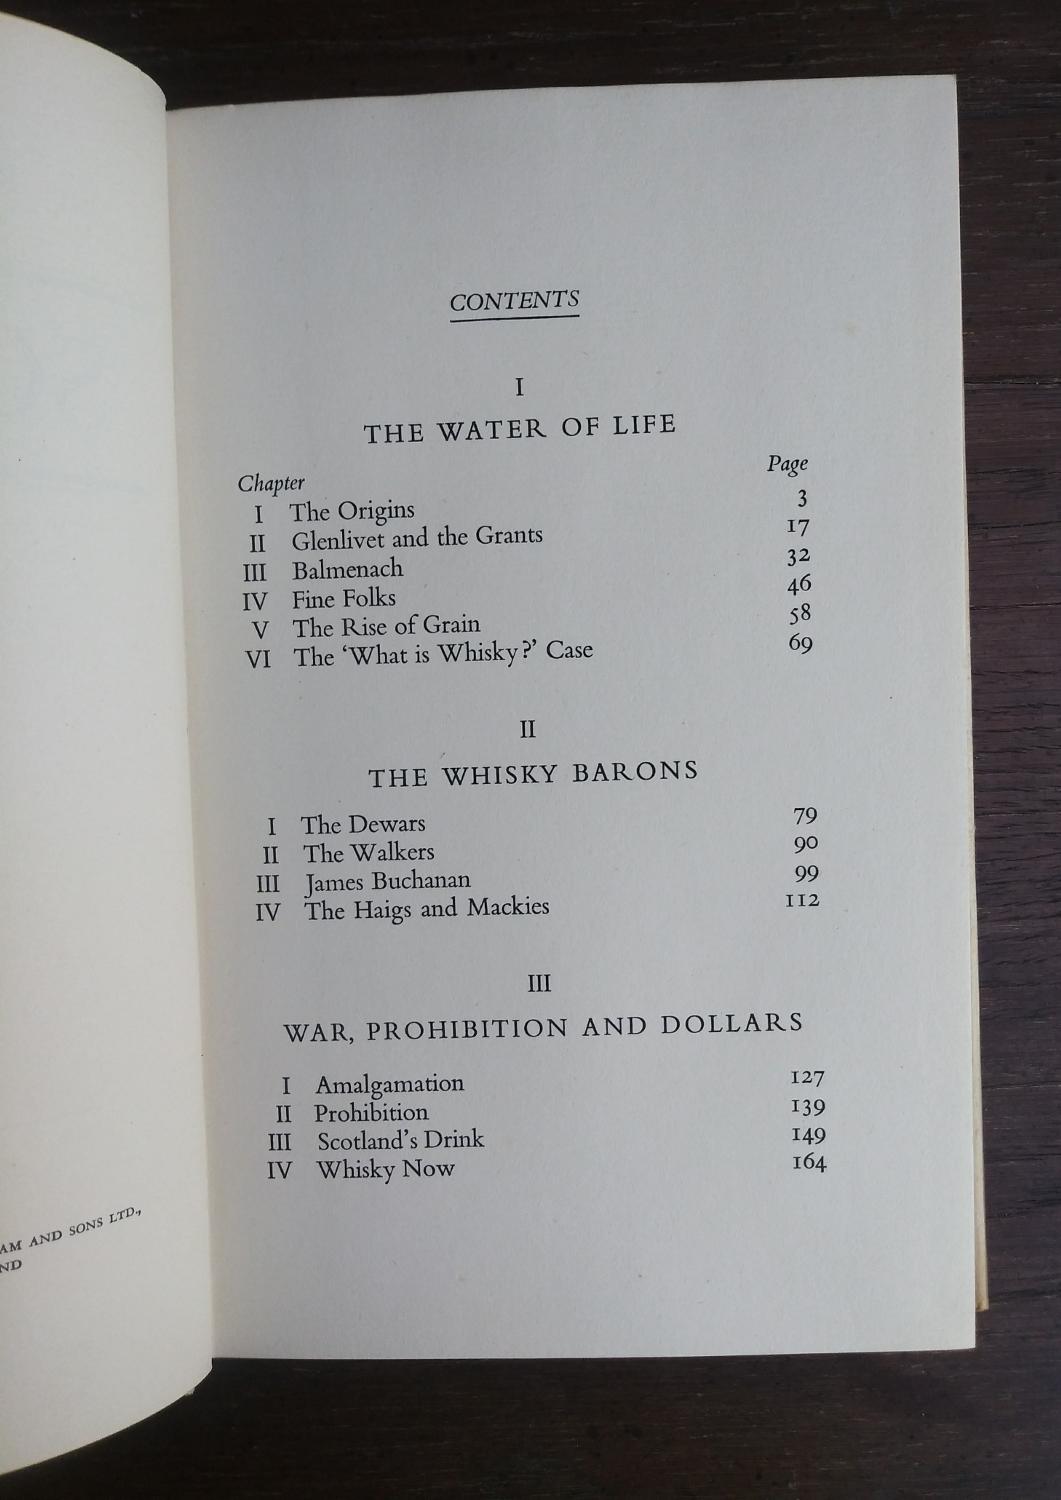 AM AND SONS LTD.,
ND
CONTENTS
I
THE WATER OF LIFE
Chapter Page
I The Origins 3
II Glenlivet and the Grants 17
III Balmenach 32
IV Fine Folks 46
V The Rise of Grain 58
VI The ‘What is Whisky?’ Case 69
II
THE WHISKY BARONS
I The Dewars 79
II The Walkers 90
III James Buchanan 99
IV The Haigs and Mackies 112
III
WAR, PROHIBITION AND DOLLARS
I Amalgamation 127
II Prohibition 139
III Scotland’s Drink 149
IV Whisky Now 164